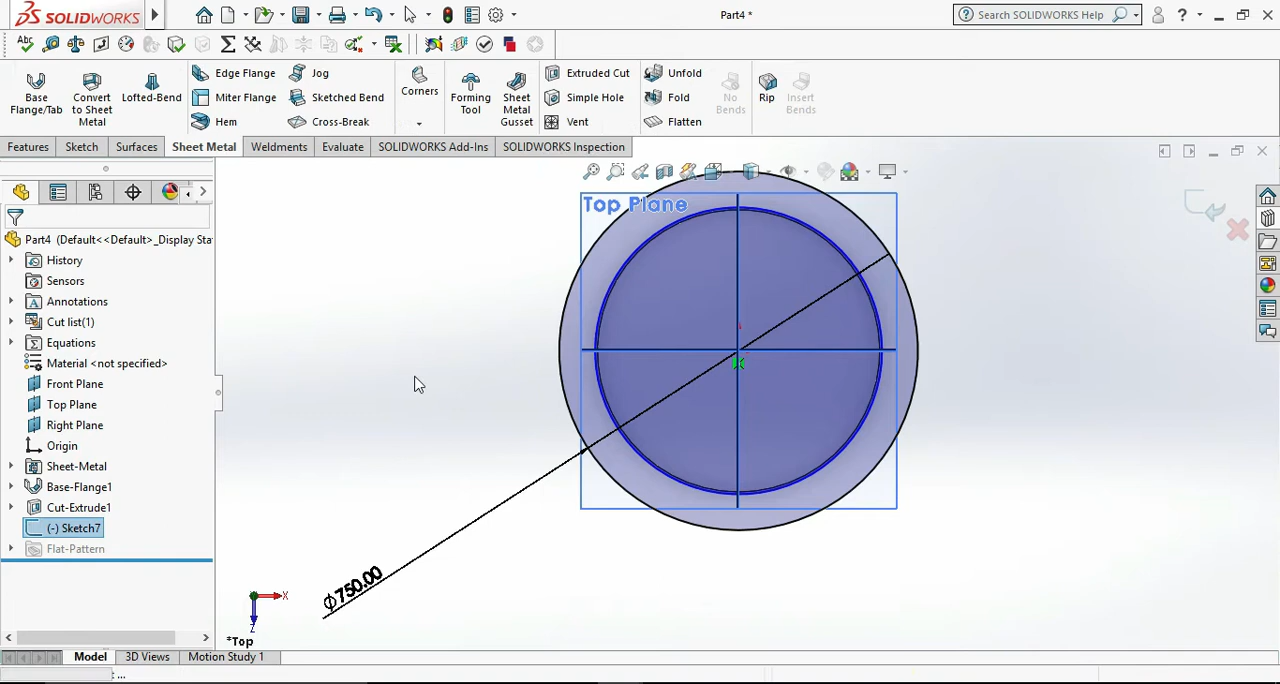 SOLIDWORKS
Part4 *
Search SOLIDWORKS Help
?
Base Flange/Tab
Convert to Sheet Metal
Lofted-Bend
Edge Flange
Miter Flange
Hem
Jog
Sketched Bend
Cross-Break
Corners
Forming Tool
Sheet Metal Gusset
Extruded Cut
Simple Hole
Vent
Unfold
Fold
Flatten
No Bends
Rip
Insert Bends
Features
Sketch
Surfaces
Sheet Metal
Weldments
Evaluate
SOLIDWORKS Add-Ins
SOLIDWORKS Inspection
Part4 (Default<<Default>_Display Sta
History
Sensors
Annotations
Cut list(1)
Equations
Material <not specified>
Front Plane
Top Plane
Right Plane
Origin
Sheet-Metal
Base-Flange1
Cut-Extrude1
(-) Sketch7
Flat-Pattern
Top Plane
ϕ750.00
X
Z
*Top
Model
3D Views
Motion Study 1